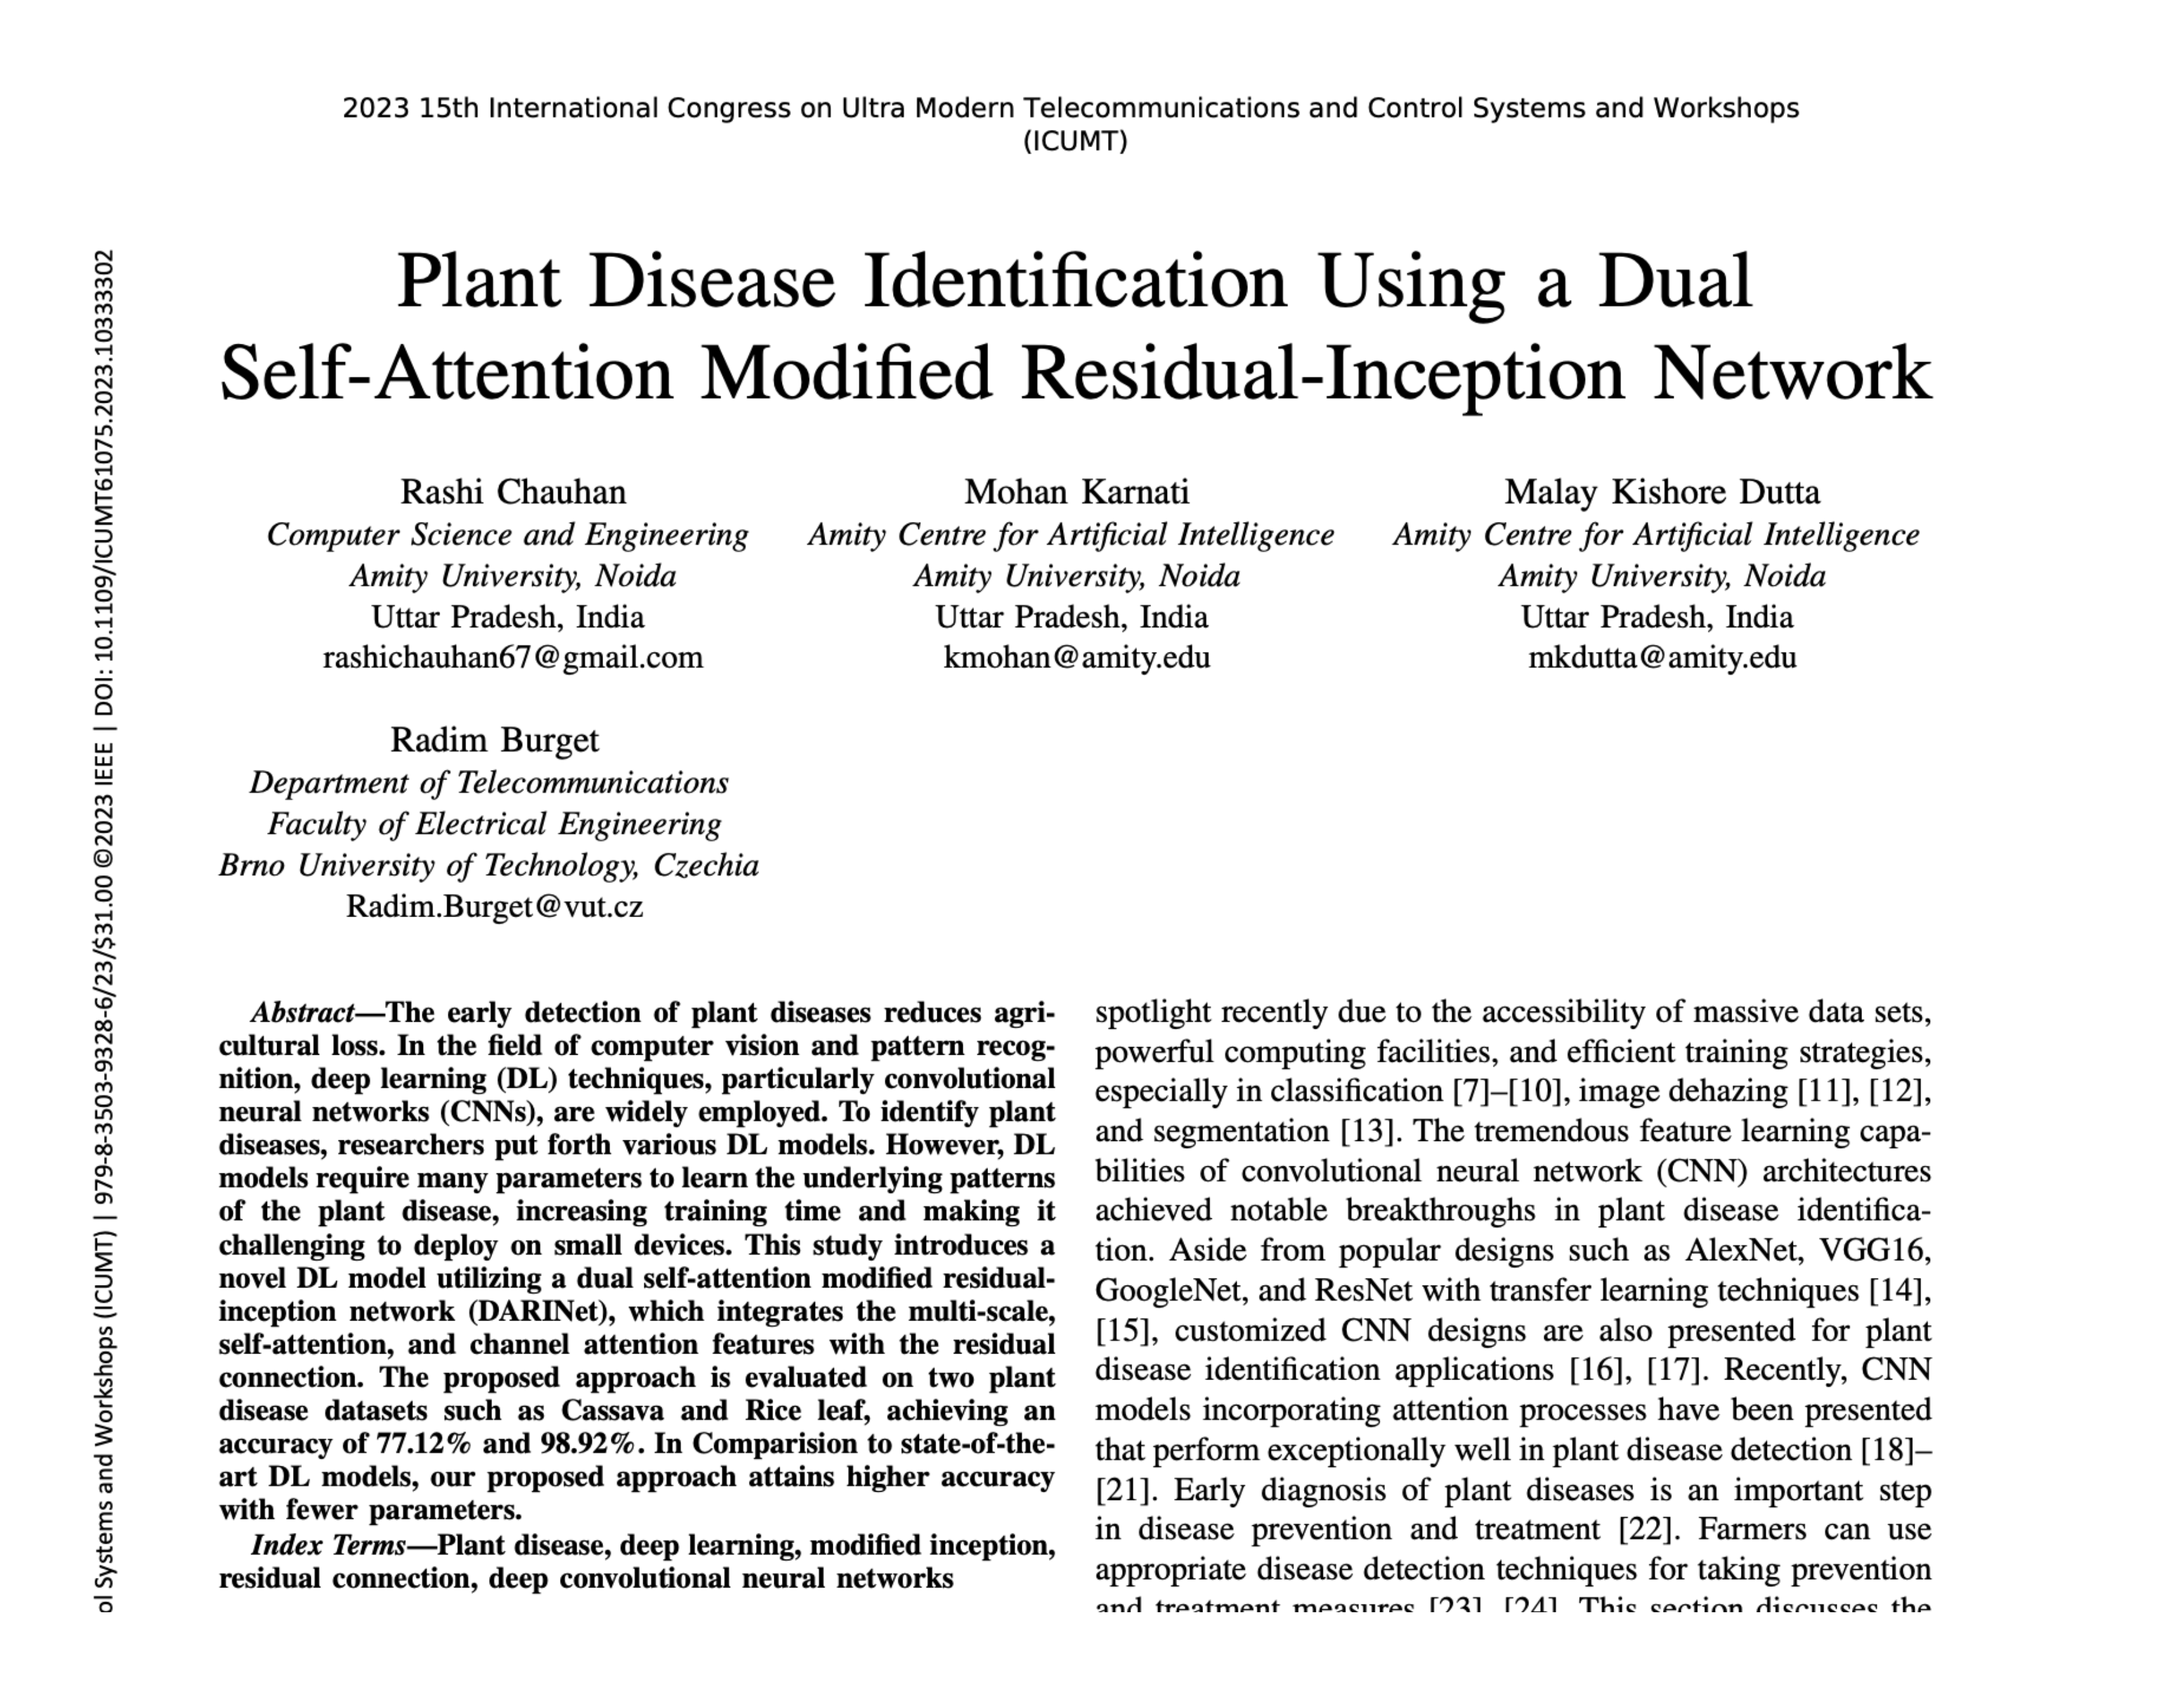 2023 15th International Congress on Ultra Modern Telecommunications and Control Systems and Workshops
(ICUMT)
Plant Disease Identification Using a Dual
Self-Attention Modified Residual-Inception Network
Rashi Chauhan
Computer Science and Engineering
Amity University, Noida
Uttar Pradesh, India
rashichauhan67@gmail.com
Mohan Karnati
Amity Centre for Artificial Intelligence
Amity University, Noida
Uttar Pradesh, India
kmohan@amity.edu
Malay Kishore Dutta
Amity Centre for Artificial Intelligence
Amity University, Noida
Uttar Pradesh, India
mkdutta@amity.edu
Radim Burget
Department of Telecommunications
Faculty of Electrical Engineering
Brno University of Technology, Czechia
Radim.Burget@vut.cz
Abstract—The early detection of plant diseases reduces agri-
cultural loss. In the field of computer vision and pattern recog-
nition, deep learning (DL) techniques, particularly convolutional
neural networks (CNNs), are widely employed. To identify plant
diseases, researchers put forth various DL models. However, DL
models require many parameters to learn the underlying patterns
of the plant disease, increasing training time and making it
challenging to deploy on small devices. This study introduces a
novel DL model utilizing a dual self-attention modified residual-
inception network (DARINet), which integrates the multi-scale,
self-attention, and channel attention features with the residual
connection. The proposed approach is evaluated on two plant
disease datasets such as Cassava and Rice leaf, achieving an
accuracy of 77.12% and 98.92%. In Comparision to state-of-the-
art DL models, our proposed approach attains higher accuracy
with fewer parameters.
Index Terms—Plant disease, deep learning, modified inception,
residual connection, deep convolutional neural networks
spotlight recently due to the accessibility of massive data sets,
powerful computing facilities, and efficient training strategies,
especially in classification [7]–[10], image dehazing [11], [12],
and segmentation [13]. The tremendous feature learning capa-
bilities of convolutional neural network (CNN) architectures
achieved notable breakthroughs in plant disease identifica-
tion. Aside from popular designs such as AlexNet, VGG16,
GoogleNet, and ResNet with transfer learning techniques [14],
[15], customized CNN designs are also presented for plant
disease identification applications [16], [17]. Recently, CNN
models incorporating attention processes have been presented
that perform exceptionally well in plant disease detection [18]–
[21]. Early diagnosis of plant diseases is an important step
in disease prevention and treatment [22]. Farmers can use
appropriate disease detection techniques for taking prevention
and treatment measures [23], [24]. This section discusses the
ol Systems and Workshops (ICUMT) | 979-8-3503-9328-6/23/$31.00 ©2023 IEEE | DOI: 10.1109/ICUMT61075.2023.10333302